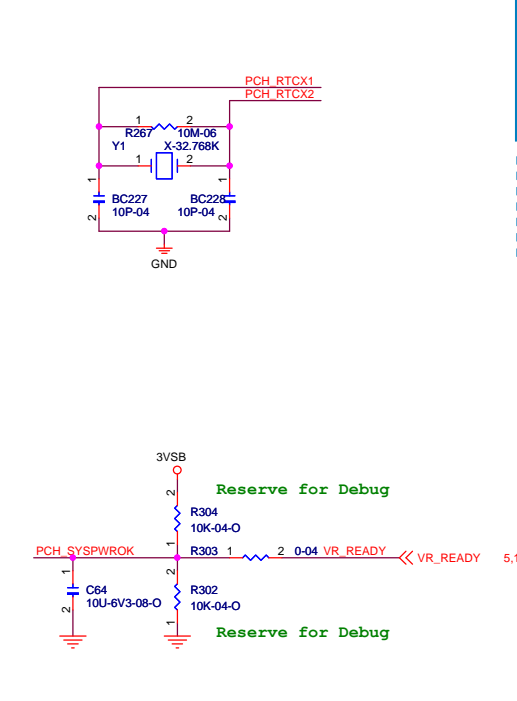 PCH_RTCX1
PCH_RTCX2
1 2
R267 10M-06
Y1 X-32.768K
1 2
1 1
BC227 BC228
10P-04 10P-04
2 2
GND
3VSB
2 Reserve for Debug
R304
10K-04-O
1
PCH_SYSPWROK R303 1 2 0-04 VR_READY VR_READY 5,1
1 2
C64 R302
10U-6V3-08-O 10K-04-O
2 1
Reserve for Debug